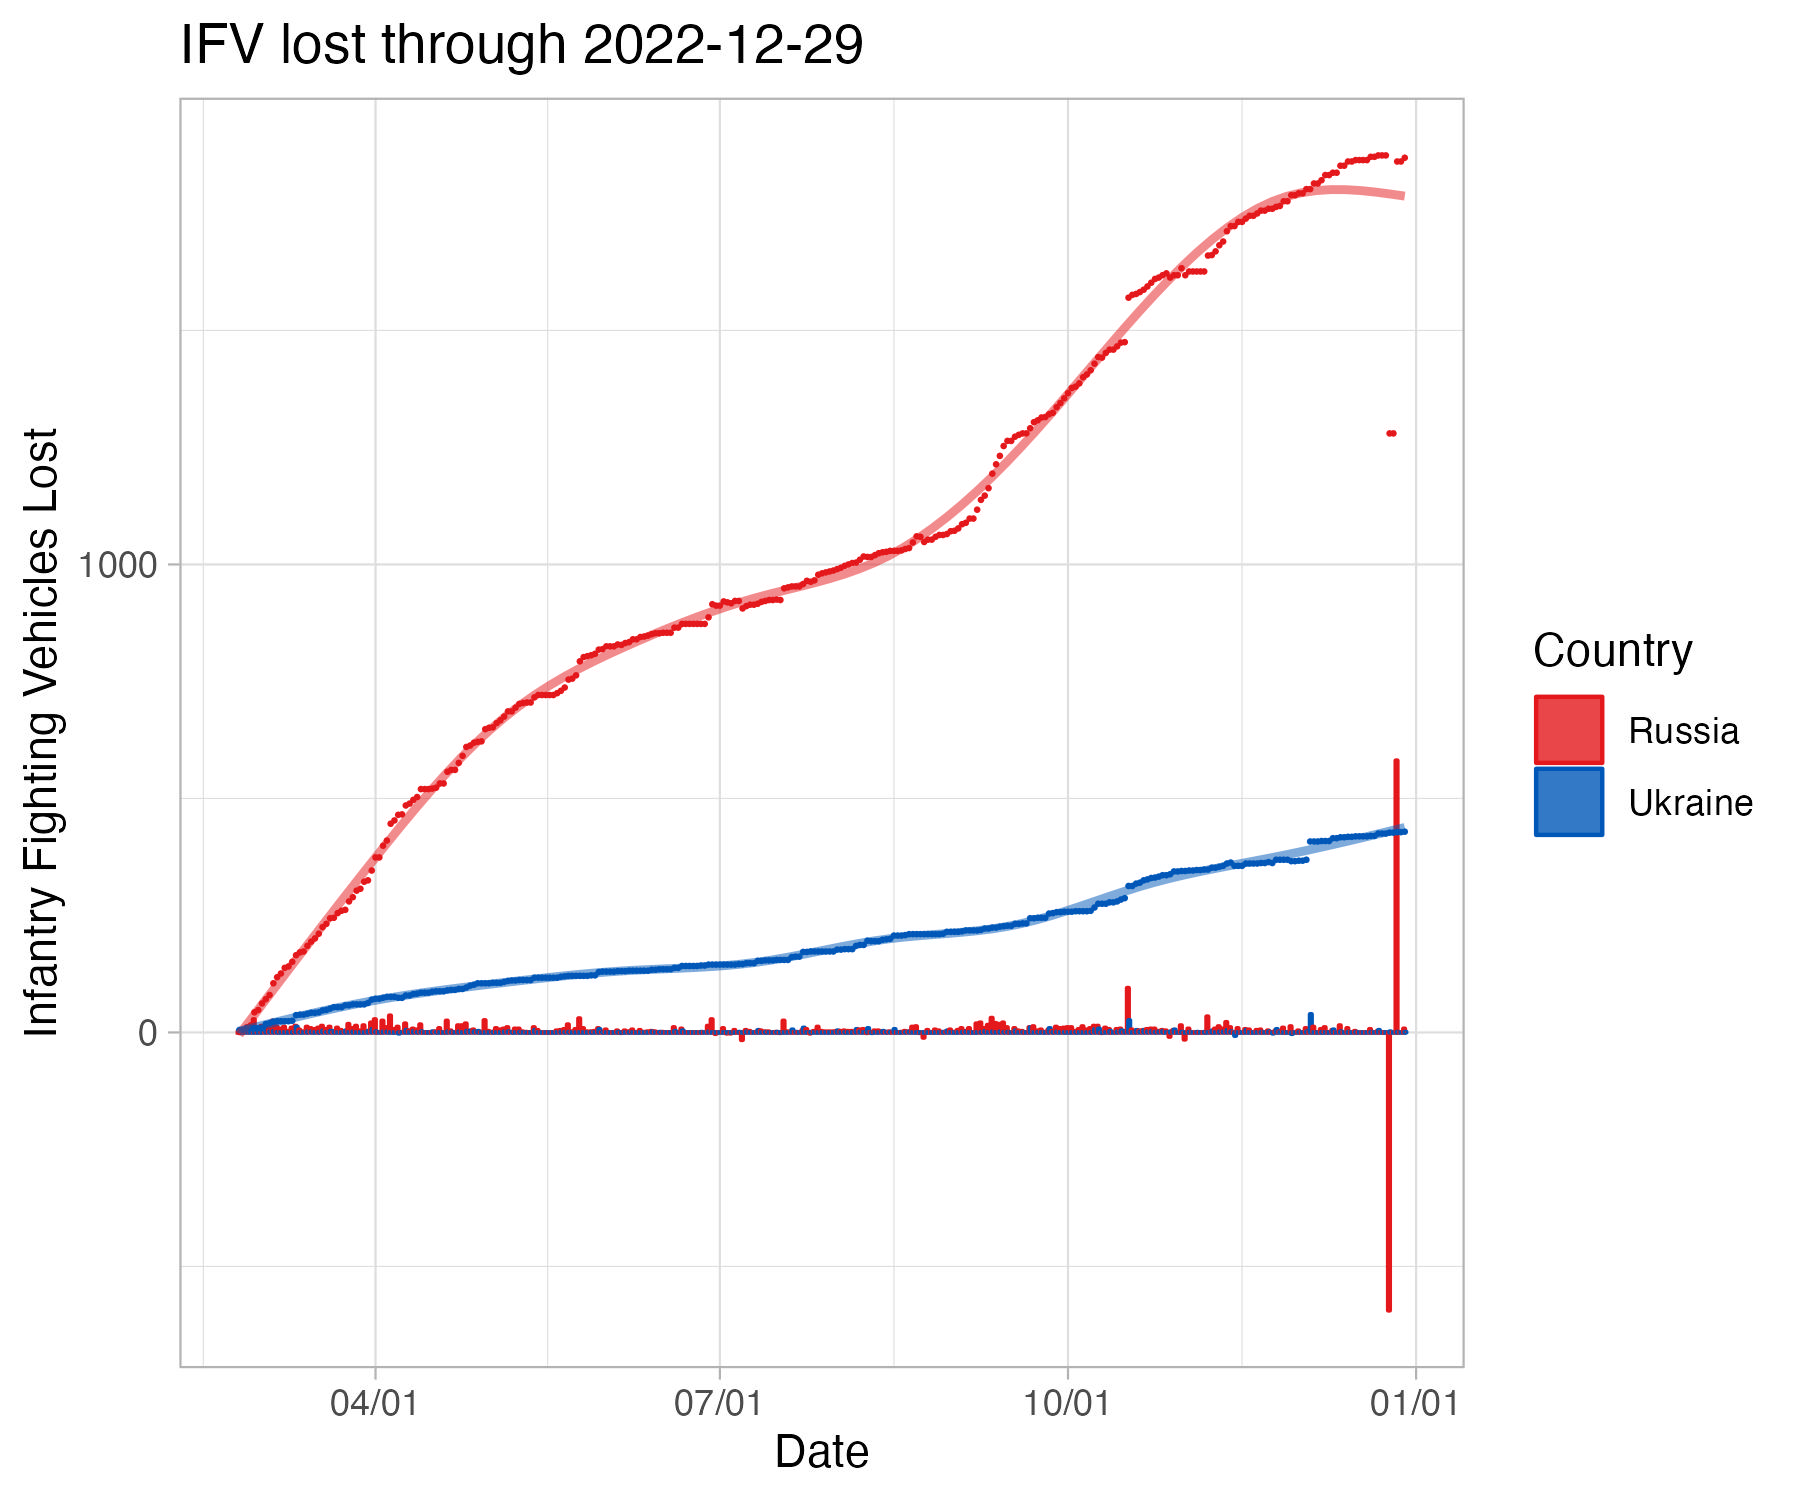 IFV lost through 2022-12-29
Infantry Fighting Vehicles Lost
1000
0
04/01
07/01
10/01
01/01
Date
Country
Russia
Ukraine